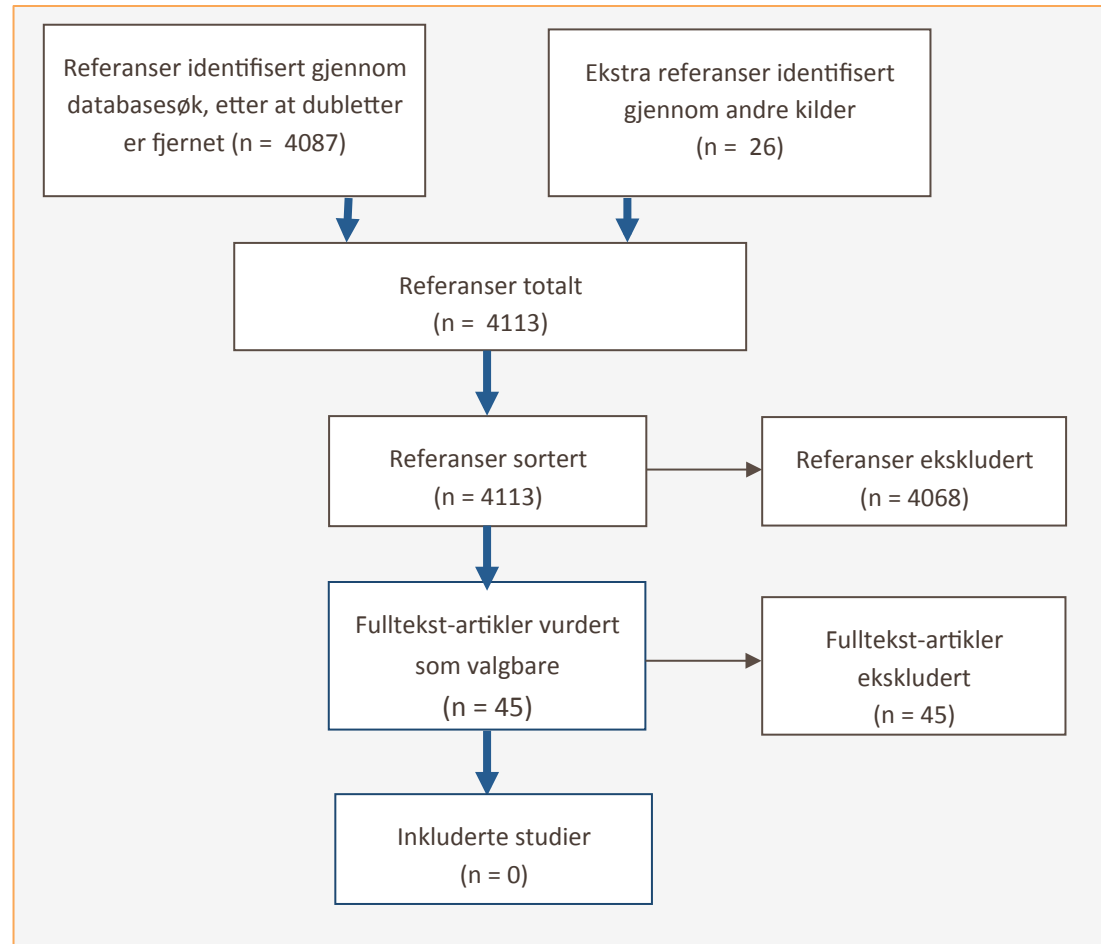 Referanser identifisert gjennom
databasesøk, etter at dubletter
er fjernet (n = 4087)
Ekstra referanser identifisert
gjennom andre kilder
(n = 26)
Referanser totalt
(n = 4113)
Referanser sortert
(n = 4113)
Referanser ekskludert
(n = 4068)
Fulltekst-artikler vurdert
som valgbare
(n = 45)
Fulltekst-artikler
ekskludert
(n = 45)
Inkluderte studier
(n = 0)